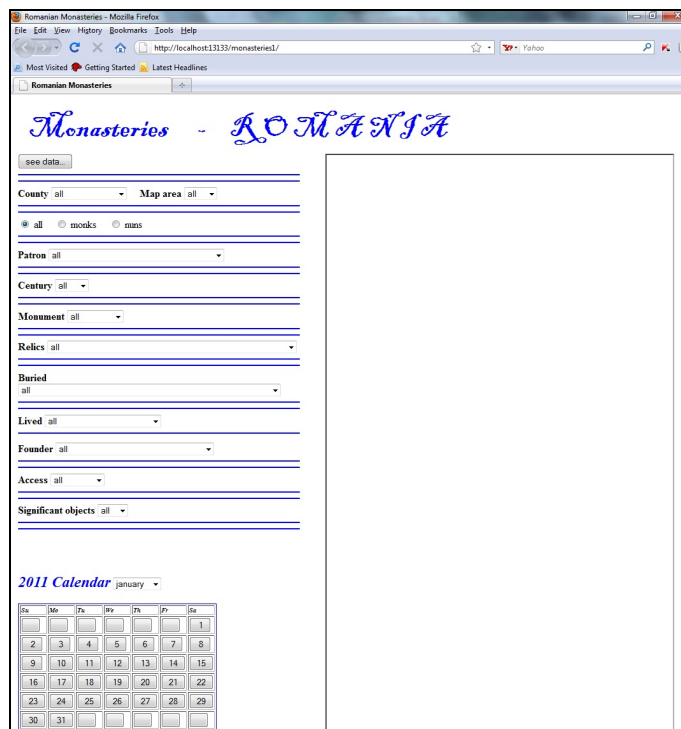 Romanian Monasteries - Mozilla Firefox
File Edit View History Bookmarks Tools Help
http://localhost:13133/monasteries1/
Yahoo
Most Visited Getting Started Latest Headlines
Romanian Monasteries
Monasteries - ROMANIA
see data...
County all Map area all
all monks nuns
Patron all
Century all
Monument all
Relics all
Buried
all
Lived all
Founder all
Access all
Significant objects all
2011 Calendar january
Su Mo Tu We Th Fr Sa
1
2 3 4 5 6 7 8
9 10 11 12 13 14 15
16 17 18 19 20 21 22
23 24 25 26 27 28 29
30 31